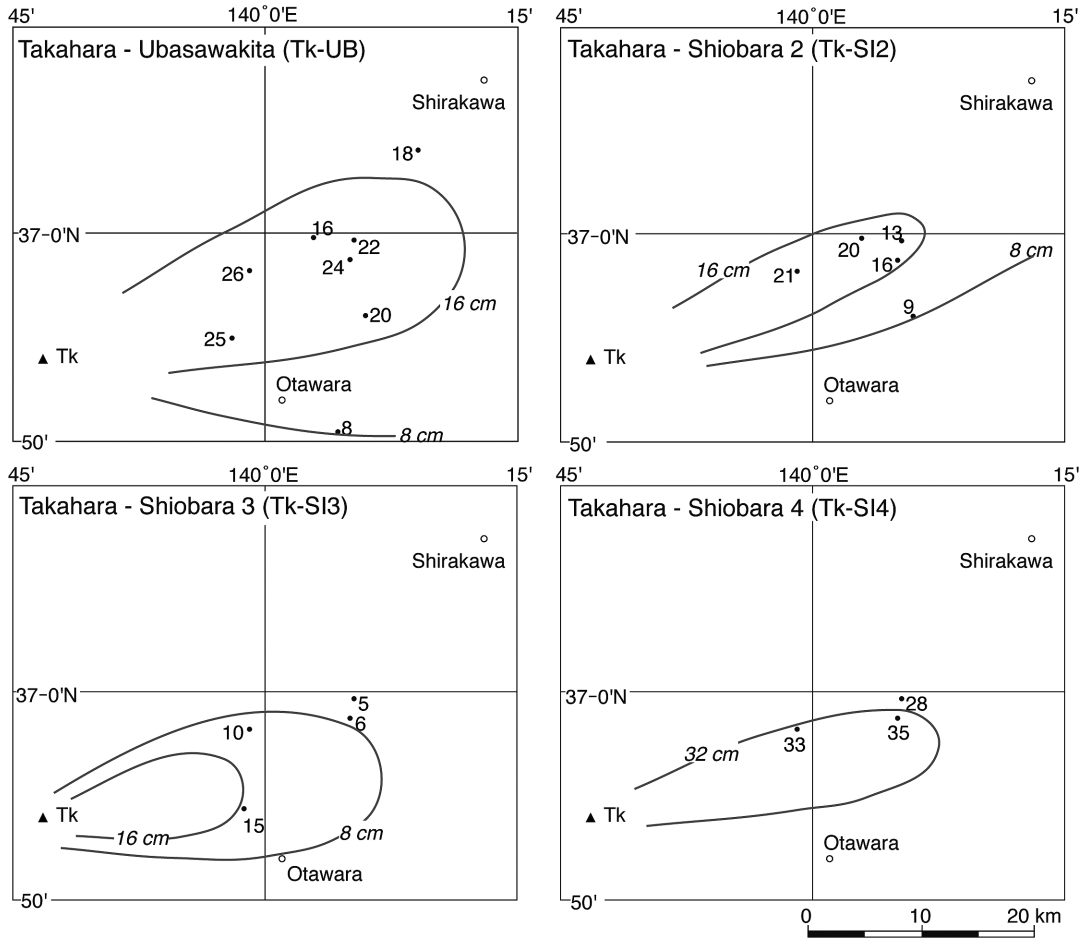 45' 140°0'E 15'
Takahara - Ubasawakita (Tk-UB)
Shirakawa
18
16
37-0'N
22
24
26
16 cm
20
25
Tk
Otawara
8
8 cm
50'
45' 140°0'E 15'
Takahara - Shiobara 2 (Tk-SI2)
Shirakawa
37-0'N
13
20
8 cm
16
16 cm
21
9
Tk
Otawara
50'
45' 140°0'E 15'
Takahara - Shiobara 3 (Tk-SI3)
Shirakawa
37-0'N
5
6
10
Tk
15
16 cm
8 cm
Otawara
50'
45' 140°0'E 15'
Takahara - Shiobara 4 (Tk-SI4)
Shirakawa
37-0'N
28
35
33
32 cm
Tk
Otawara
50'
0 10 20 km